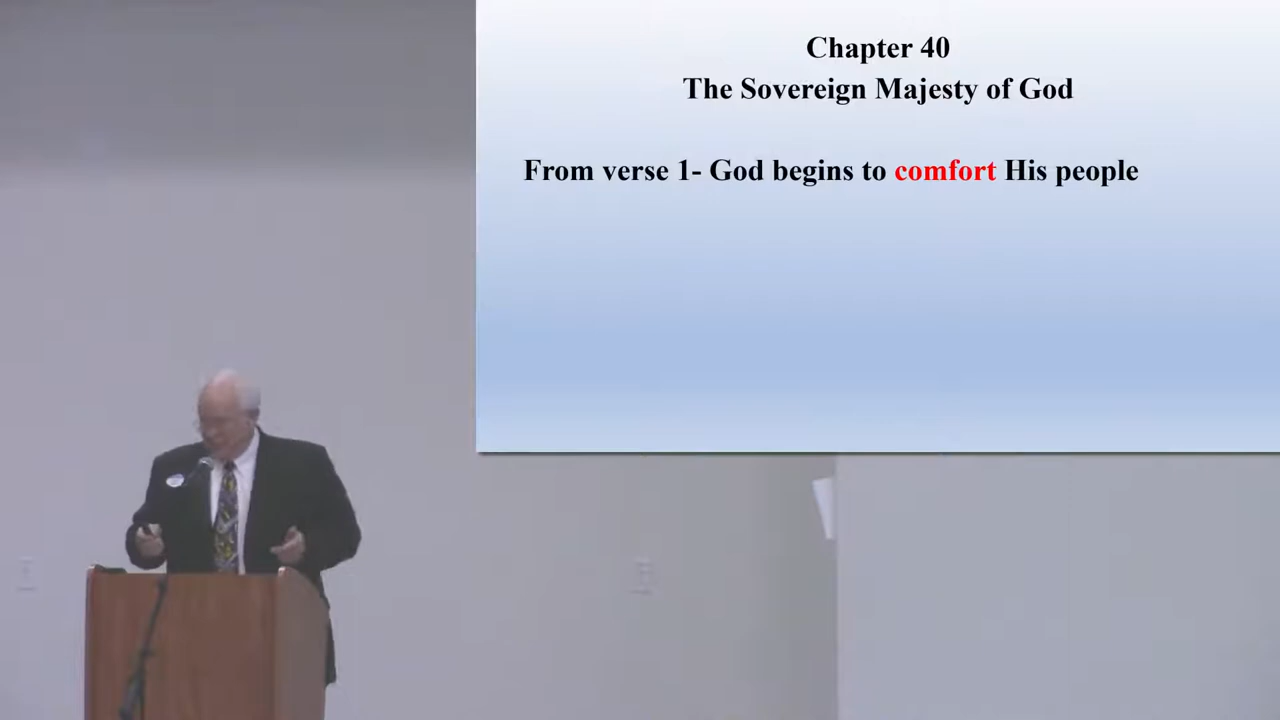 Chapter 40
The Sovereign Majesty of God
From verse 1- God begins to comfort His people